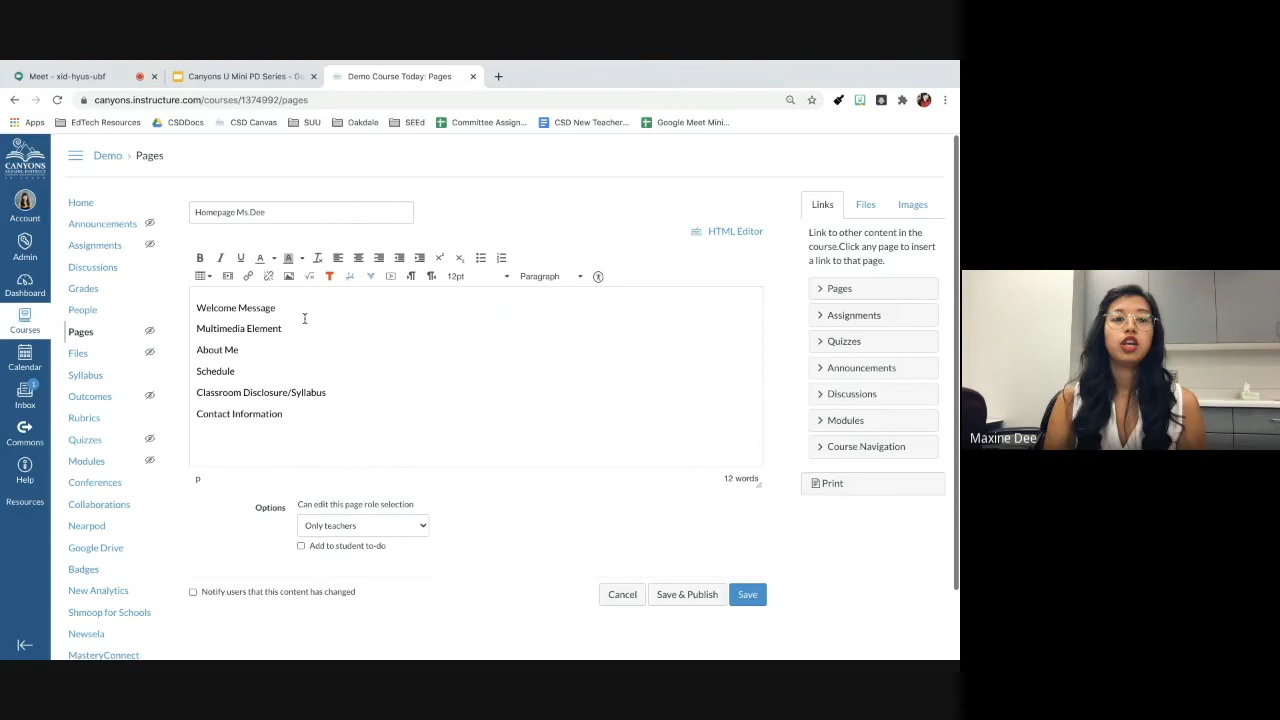 Meet - xid-hyus-ubf
Canyons U Mini PD Series - Go
Demo Course Today: Pages
canyons.instructure.com/courses/1374992/pages
Apps
EdTech Resources
CSDDocs
CSD Canvas
SUU
Oakdale
SEEd
Committee Assign...
CSD New Teacher...
Google Meet Mini...
CANYONS
SCHOOL DISTRICT
Account
Admin
Dashboard
Courses
Calendar
1
Inbox
Commons
Help
Resources
Demo › Pages
Home
Announcements
Assignments
Discussions
Grades
People
Pages
Files
Syllabus
Outcomes
Rubrics
Quizzes
Modules
Conferences
Collaborations
Nearpod
Google Drive
Badges
New Analytics
Shmoop for Schools
Newsela
MasteryConnect
Homepage Ms.Dee
HTML Editor
12pt
Paragraph
Welcome Message
Multimedia Element
About Me
Schedule
Classroom Disclosure/Syllabus
Contact Information
p
12 words
Options
Can edit this page role selection
Only teachers
Add to student to-do
Notify users that this content has changed
Cancel
Save & Publish
Save
Links
Files
Images
Link to other content in the
course.Click any page to insert
a link to that page.
Pages
Assignments
Quizzes
Announcements
Discussions
Modules
Course Navigation
Print
Maxine Dee